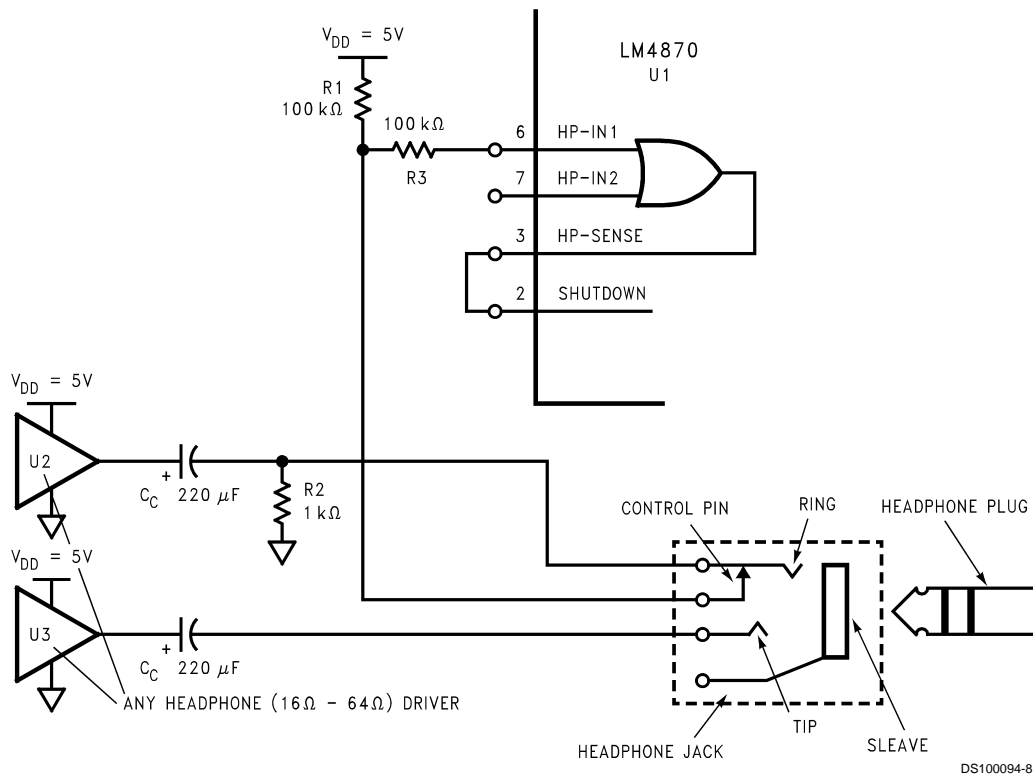 V_DD = 5V
R1
100 kΩ
100 kΩ
R3
LM4870
U1
6 HP-IN1
7 HP-IN2
3 HP-SENSE
2 SHUTDOWN
V_DD = 5V
U2
+
C_C 220 μF
R2
1 kΩ
V_DD = 5V
U3
+
C_C 220 μF
ANY HEADPHONE (16Ω - 64Ω) DRIVER
CONTROL PIN
RING
HEADPHONE PLUG
TIP
SLEAVE
HEADPHONE JACK
DS100094-8